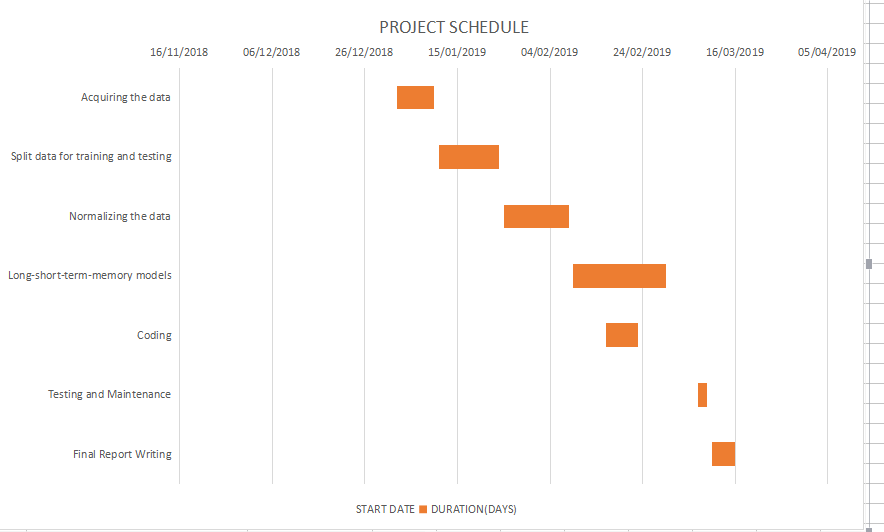 PROJECT SCHEDULE
16/11/2018 06/12/2018 26/12/2018 15/01/2019 04/02/2019 24/02/2019 16/03/2019 05/04/2019
Acquiring the data
Split data for training and testing
Normalizing the data
Long-short-term-memory models
Coding
Testing and Maintenance
Final Report Writing
START DATE DURATION(DAYS)